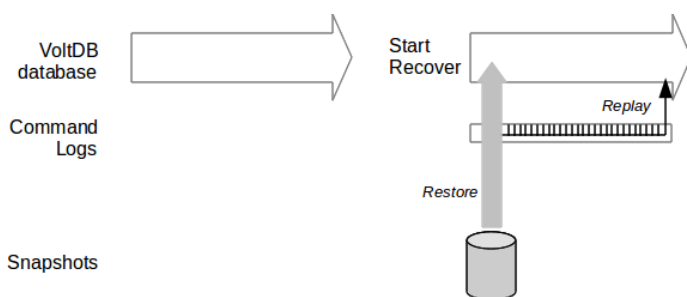 VoltDB
database
Start
Recover
Replay
Command
Logs
Restore
Snapshots